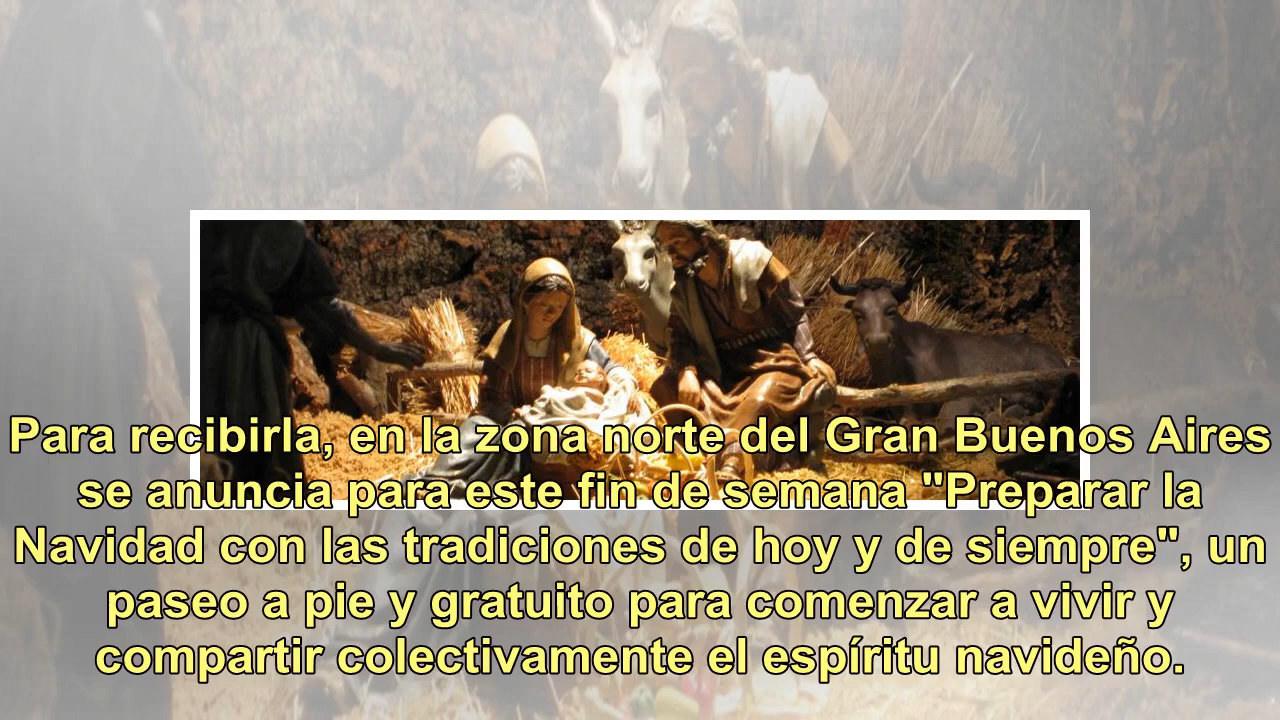 Para recibirla, en la zona norte del Gran Buenos Aires
se anuncia para este fin de semana "Preparar la
Navidad con las tradiciones de hoy y de siempre", un
paseo a pie y gratuito para comenzar a vivir y
compartir colectivamente el espíritu navideño.